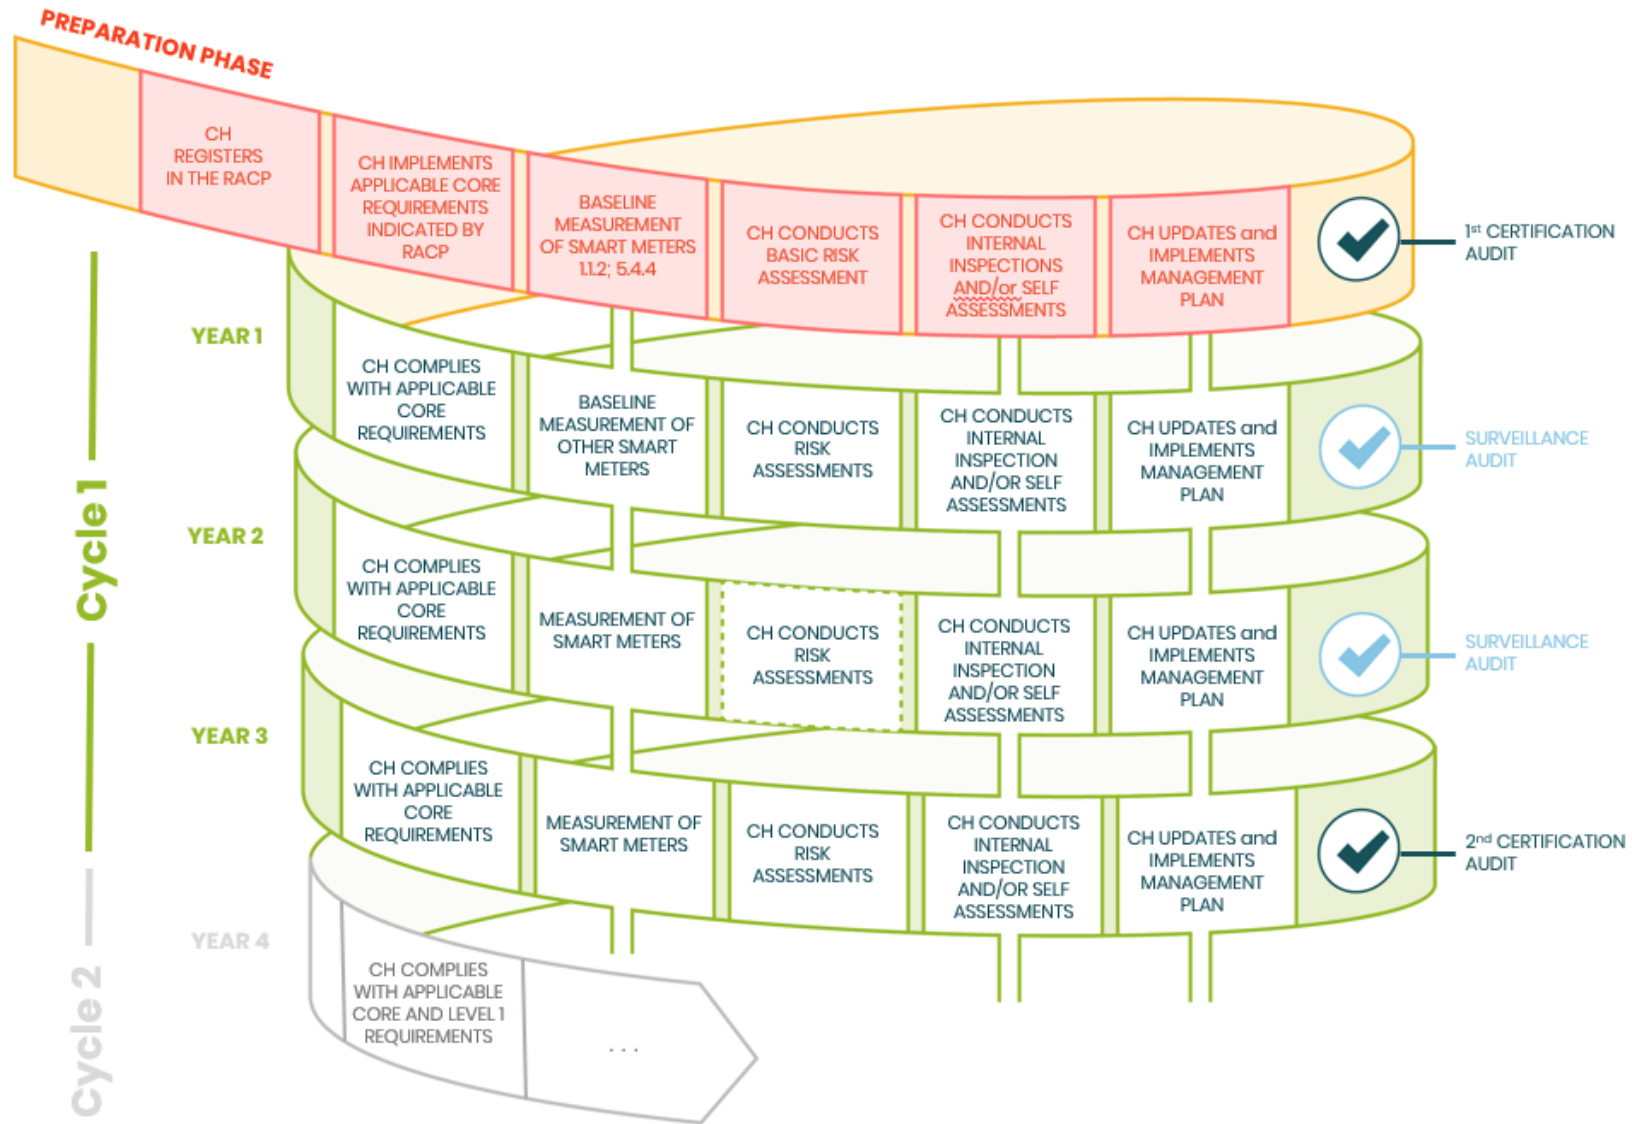 PREPARATION PHASE
CH
REGISTERS
IN THE RACP
CH IMPLEMENTS
APPLICABLE CORE
REQUIREMENTS
INDICATED BY
RACP
BASELINE
MEASUREMENT
OF SMART METERS
1.1.2; 5.4.4
CH CONDUCTS
BASIC RISK
ASSESSMENT
CH CONDUCTS
INTERNAL
INSPECTIONS
AND/or SELF
ASSESSMENTS
CH UPDATES and
IMPLEMENTS
MANAGEMENT
PLAN
1st CERTIFICATION
AUDIT
Cycle 1
YEAR 1
CH COMPLIES
WITH APPLICABLE
CORE
REQUIREMENTS
BASELINE
MEASUREMENT OF
OTHER SMART
METERS
CH CONDUCTS
RISK
ASSESSMENTS
CH CONDUCTS
INTERNAL
INSPECTION
AND/OR SELF
ASSESSMENTS
CH UPDATES and
IMPLEMENTS
MANAGEMENT
PLAN
SURVEILLANCE
AUDIT
YEAR 2
CH COMPLIES
WITH APPLICABLE
CORE
REQUIREMENTS
MEASUREMENT OF
SMART METERS
CH CONDUCTS
RISK
ASSESSMENTS
CH CONDUCTS
INTERNAL
INSPECTION
AND/OR SELF
ASSESSMENTS
CH UPDATES and
IMPLEMENTS
MANAGEMENT
PLAN
SURVEILLANCE
AUDIT
YEAR 3
CH COMPLIES
WITH APPLICABLE
CORE
REQUIREMENTS
MEASUREMENT OF
SMART METERS
CH CONDUCTS
RISK
ASSESSMENTS
CH CONDUCTS
INTERNAL
INSPECTION
AND/OR SELF
ASSESSMENTS
CH UPDATES and
IMPLEMENTS
MANAGEMENT
PLAN
2nd CERTIFICATION
AUDIT
Cycle 2
YEAR 4
CH COMPLIES
WITH APPLICABLE
CORE AND LEVEL 1
REQUIREMENTS
. . .